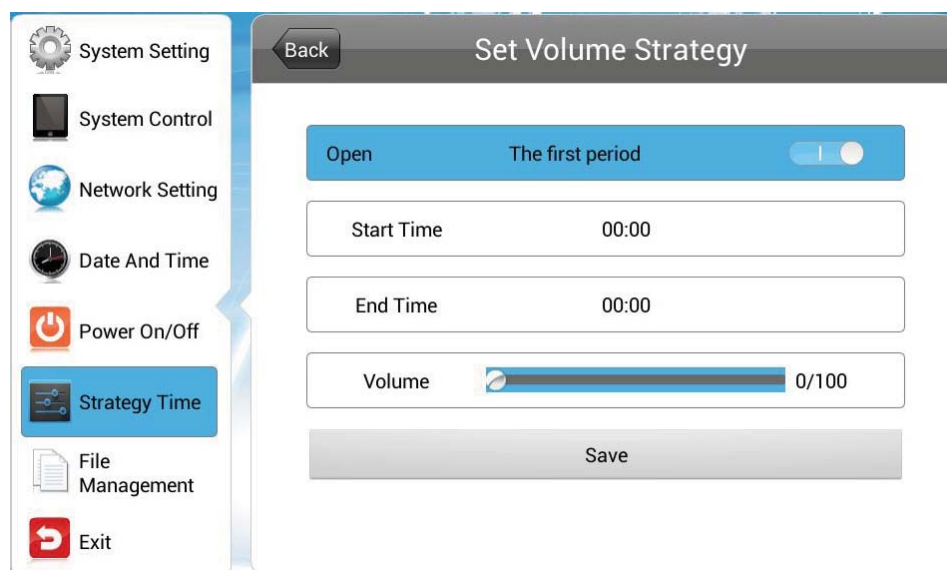 System Setting
System Control
Network Setting
Date And Time
Power On/Off
Strategy Time
File
Management
Exit
Back
Set Volume Strategy
Open The first period
Start Time 00:00
End Time 00:00
Volume 0/100
Save